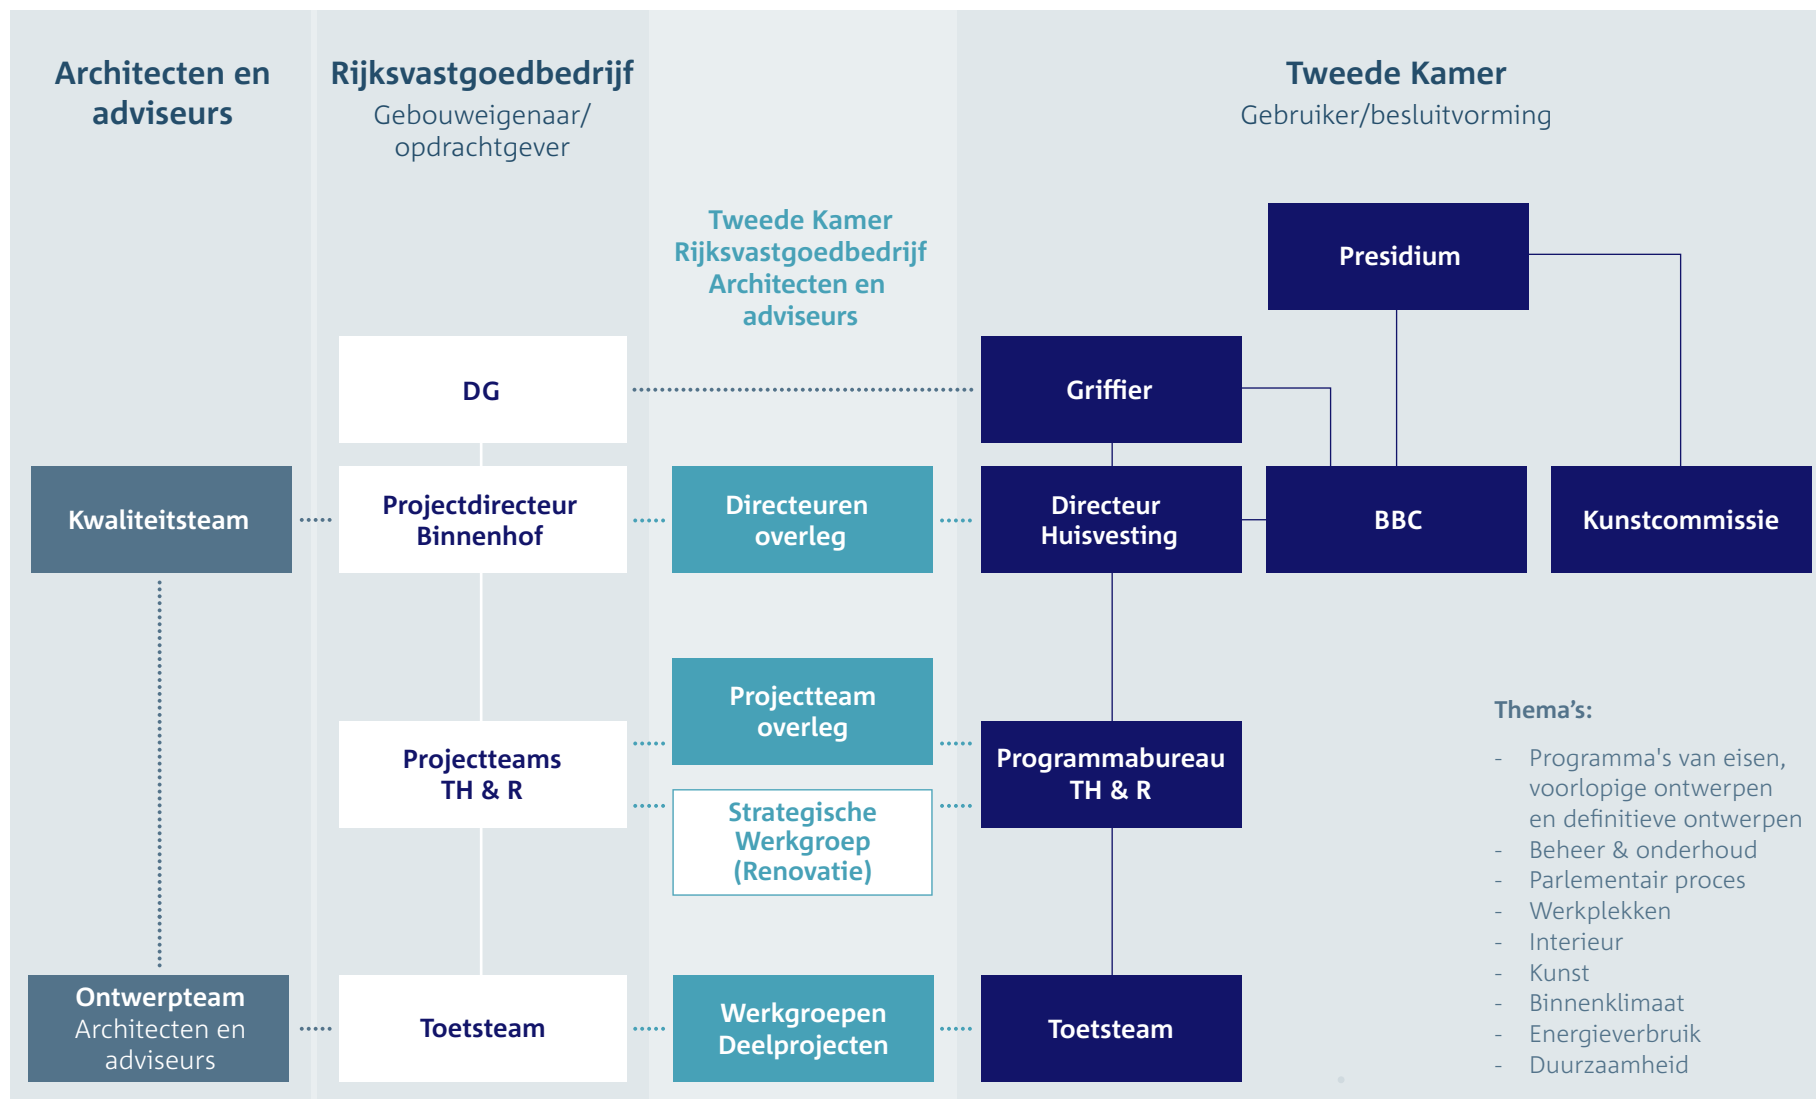 Architecten en
adviseurs
Rijksvastgoedbedrijf
Gebouweigenaar/
opdrachtgever
Tweede Kamer
Gebruiker/besluitvorming
Tweede Kamer
Rijksvastgoedbedrijf
Architecten en
adviseurs
Presidium
DG
Griffier
Kwaliteitsteam
Projectdirecteur
Binnenhof
Directeuren
overleg
Directeur
Huisvesting
BBC
Kunstcommissie
Projectteam
overleg
Projectteams
TH & R
Programmabureau
TH & R
Strategische
Werkgroep
(Renovatie)
Thema's:
- Programma's van eisen,
voorlopige ontwerpen
en definitieve ontwerpen
- Beheer & onderhoud
- Parlementair proces
- Werkplekken
- Interieur
- Kunst
- Binnenklimaat
- Energieverbruik
- Duurzaamheid
Ontwerpteam
Architecten en
adviseurs
Toetsteam
Werkgroepen
Deelprojecten
Toetsteam